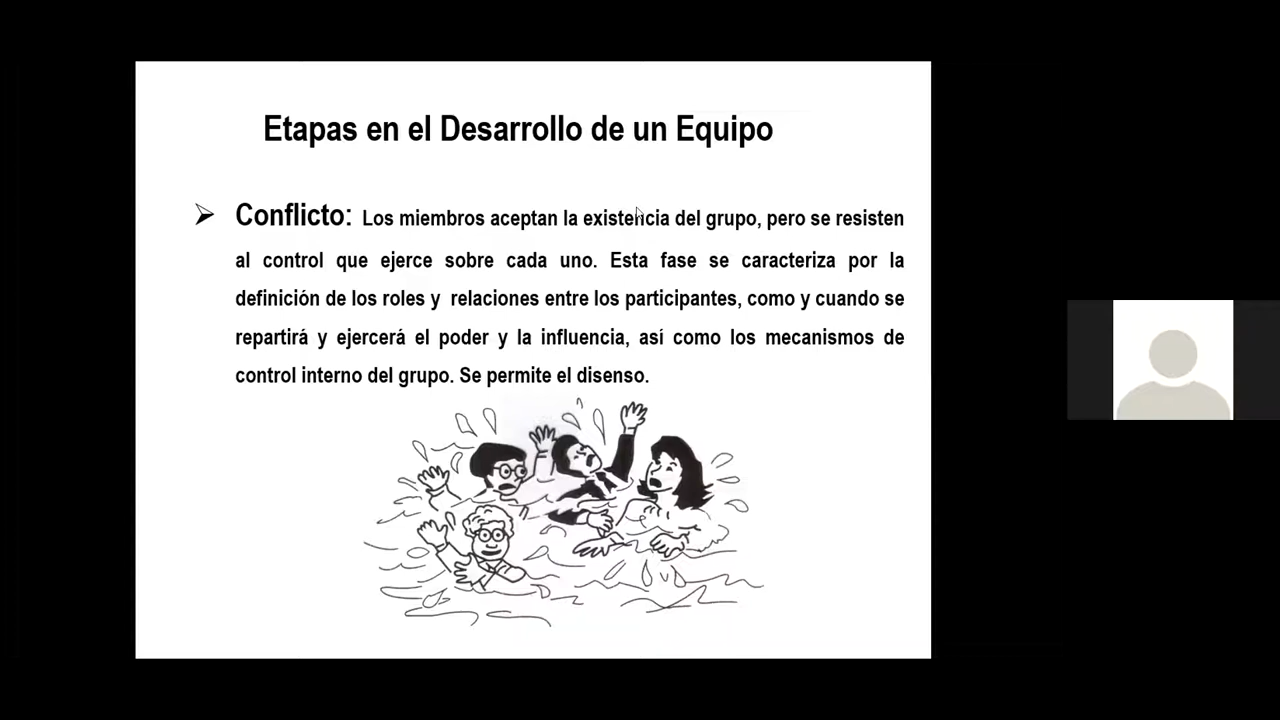 Etapas en el Desarrollo de un Equipo
➢ Conflicto: Los miembros aceptan la existencia del grupo, pero se resisten
al control que ejerce sobre cada uno. Esta fase se caracteriza por la
definición de los roles y relaciones entre los participantes, como y cuando se
repartirá y ejercerá el poder y la influencia, así como los mecanismos de
control interno del grupo. Se permite el disenso.